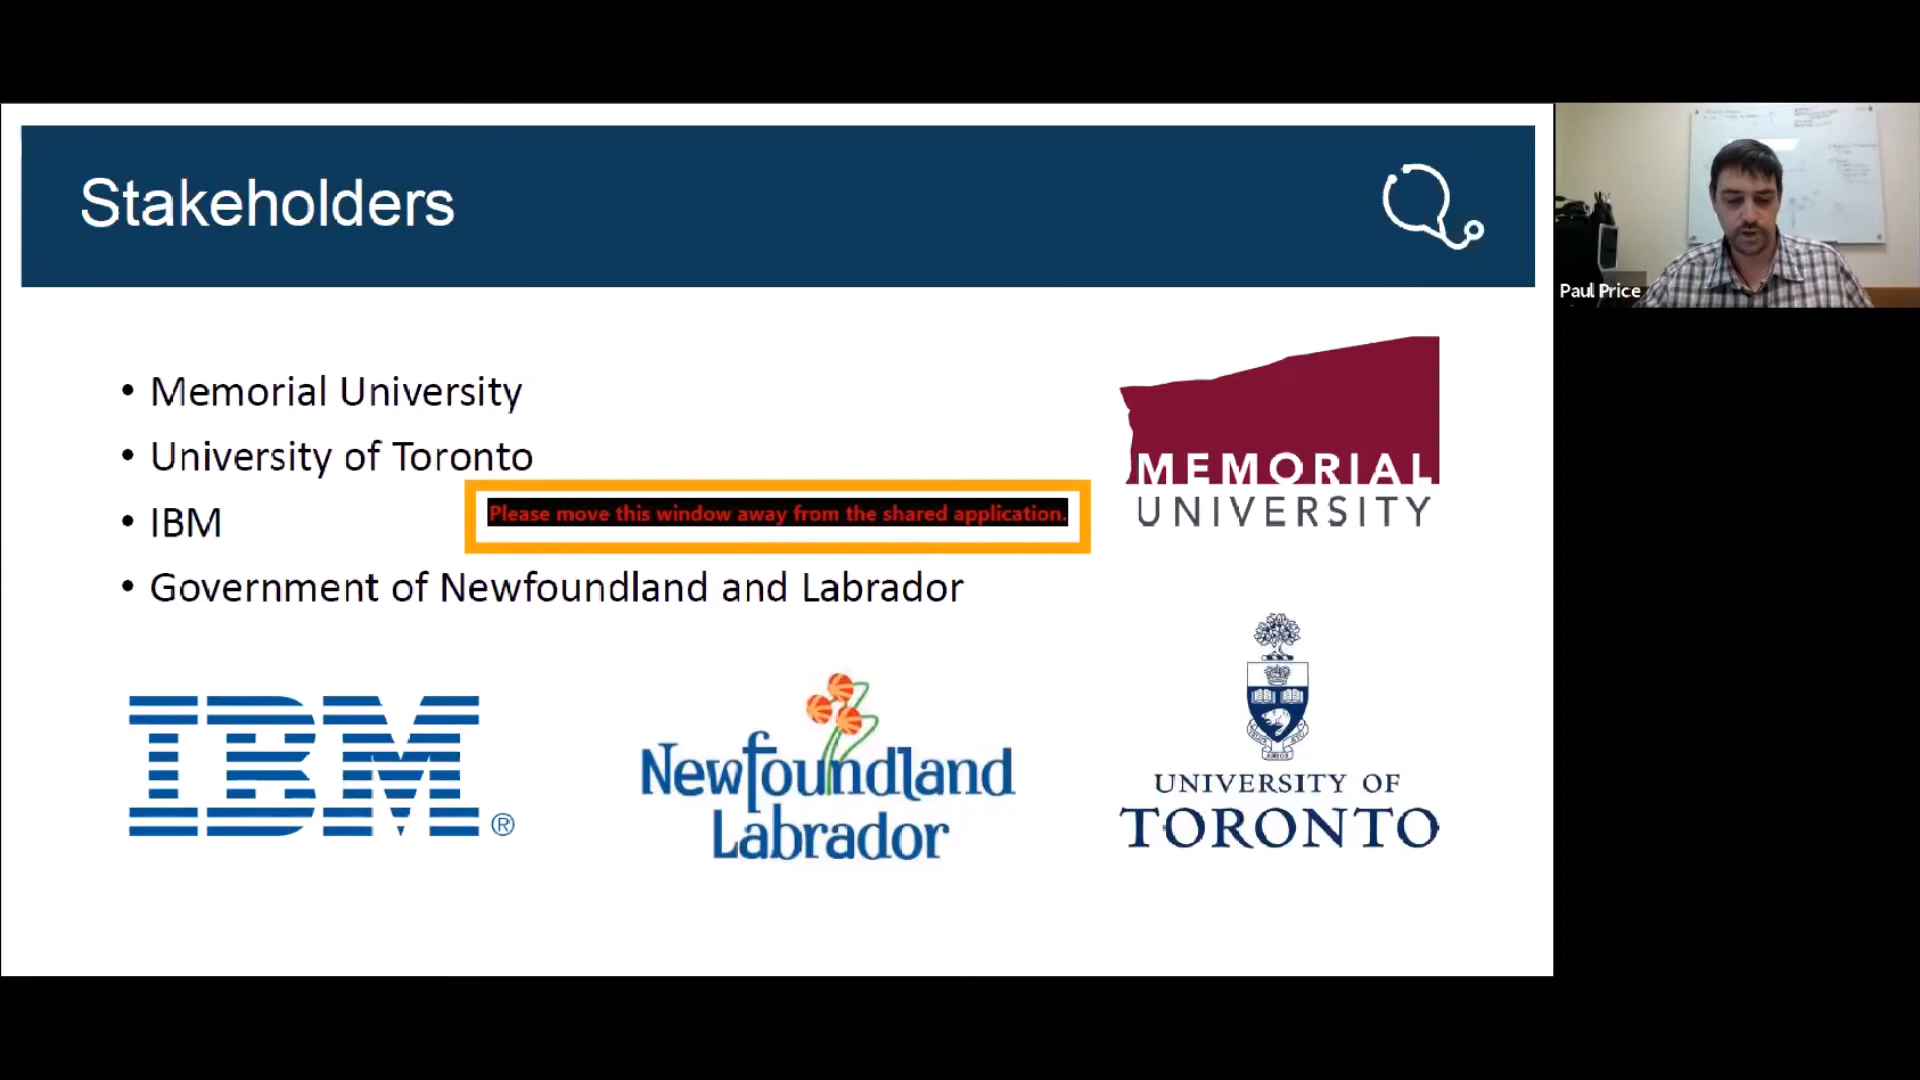 Stakeholders
Paul Price
• Memorial University
• University of Toronto
• IBM
Please move this window away from the shared application.
• Government of Newfoundland and Labrador
MEMORIAL
UNIVERSITY
IBM®
Newfoundland
Labrador
UNIVERSITY OF
TORONTO